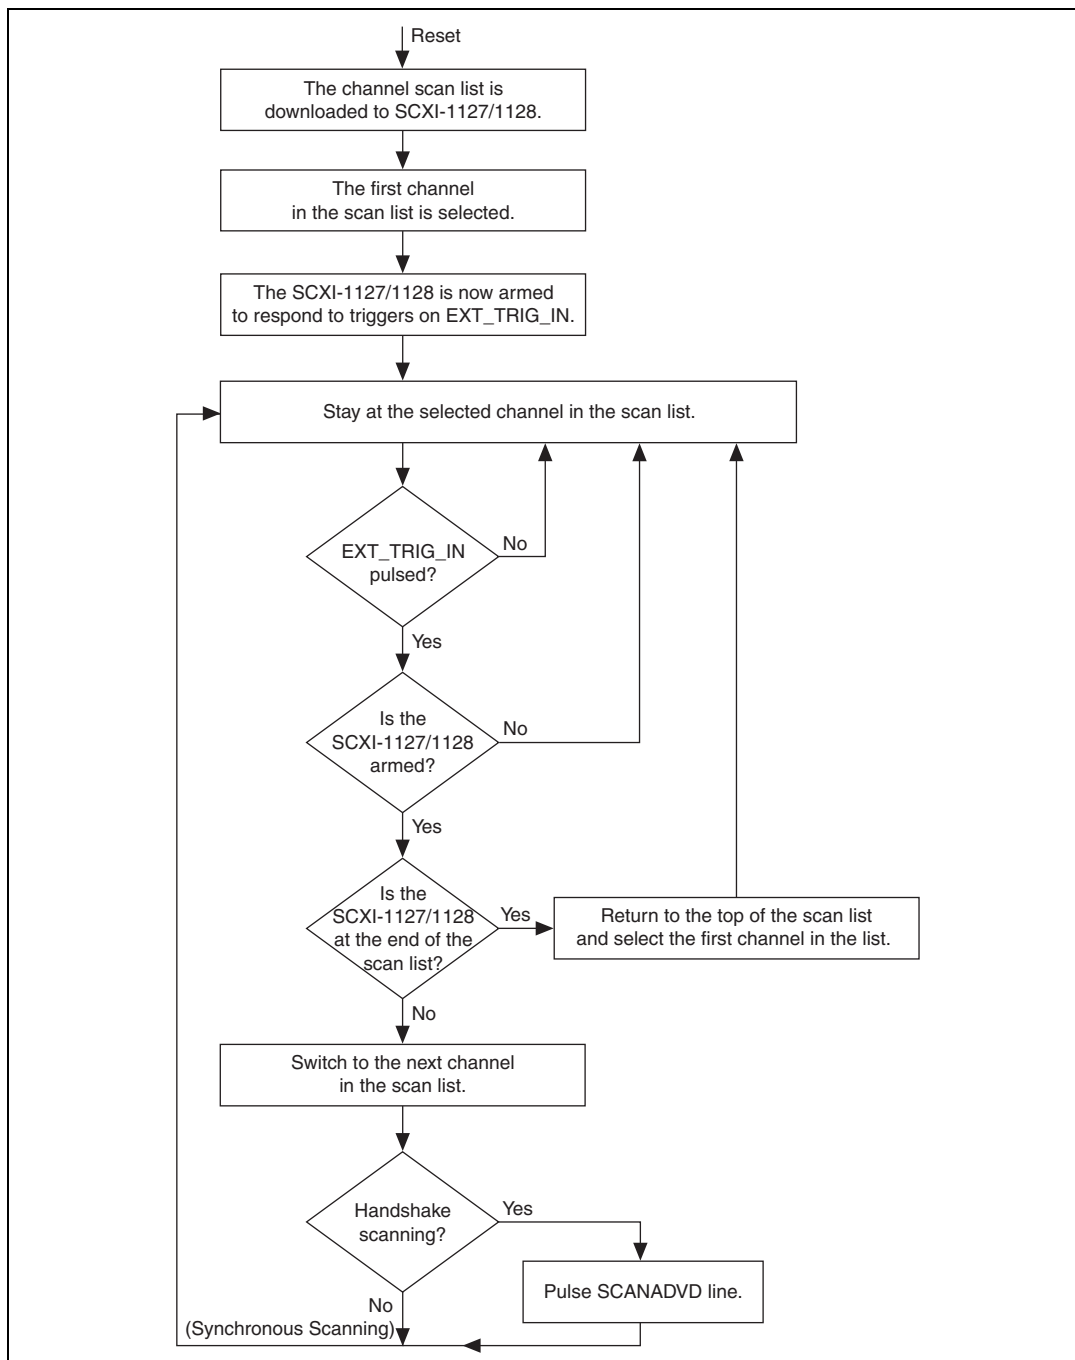 Reset
The channel scan list is
downloaded to SCXI-1127/1128.
The first channel
in the scan list is selected.
The SCXI-1127/1128 is now armed
to respond to triggers on EXT_TRIG_IN.
Stay at the selected channel in the scan list.
EXT_TRIG_IN
pulsed?
No
Yes
Is the
SCXI-1127/1128
armed?
No
Yes
Is the
SCXI-1127/1128
at the end of the
scan list?
Yes
Return to the top of the scan list
and select the first channel in the list.
No
Switch to the next channel
in the scan list.
Handshake
scanning?
Yes
Pulse SCANADVD line.
No
(Synchronous Scanning)